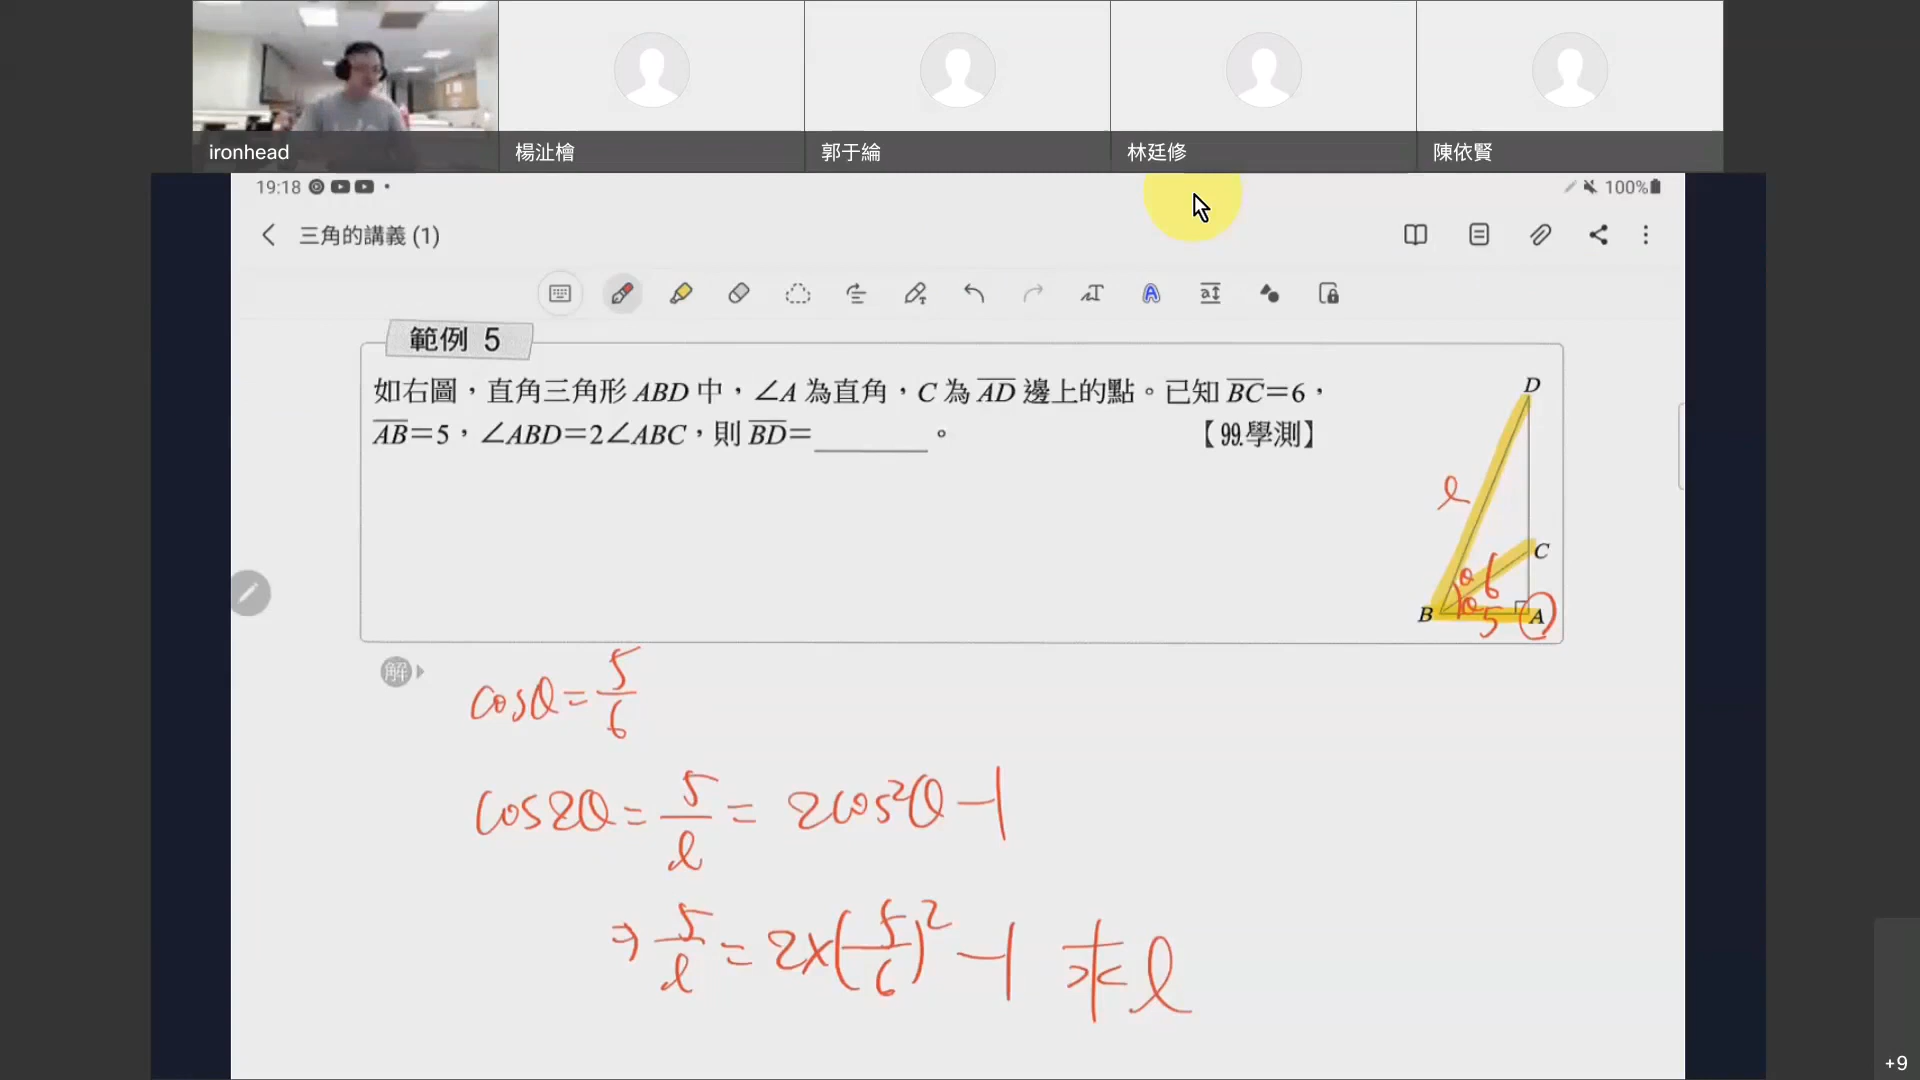 ironhead
楊沚檜
郭于綸
林廷修
陳依賢
19:18
100%
三角的講義 (1)
範例 5
如右圖，直角三角形 ABD 中，∠A 為直角，C 為 AD 邊上的點。已知 BC=6，
AB=5，∠ABD=2∠ABC，則 BD=________。 【99.學測】
D
l
C
θ 6
B θ 5 A
解
cosθ = 5/6
cos2θ = 5/l = 2cos²θ - 1
⇒ 5/l = 2×(5/6)² - 1 求l
+9